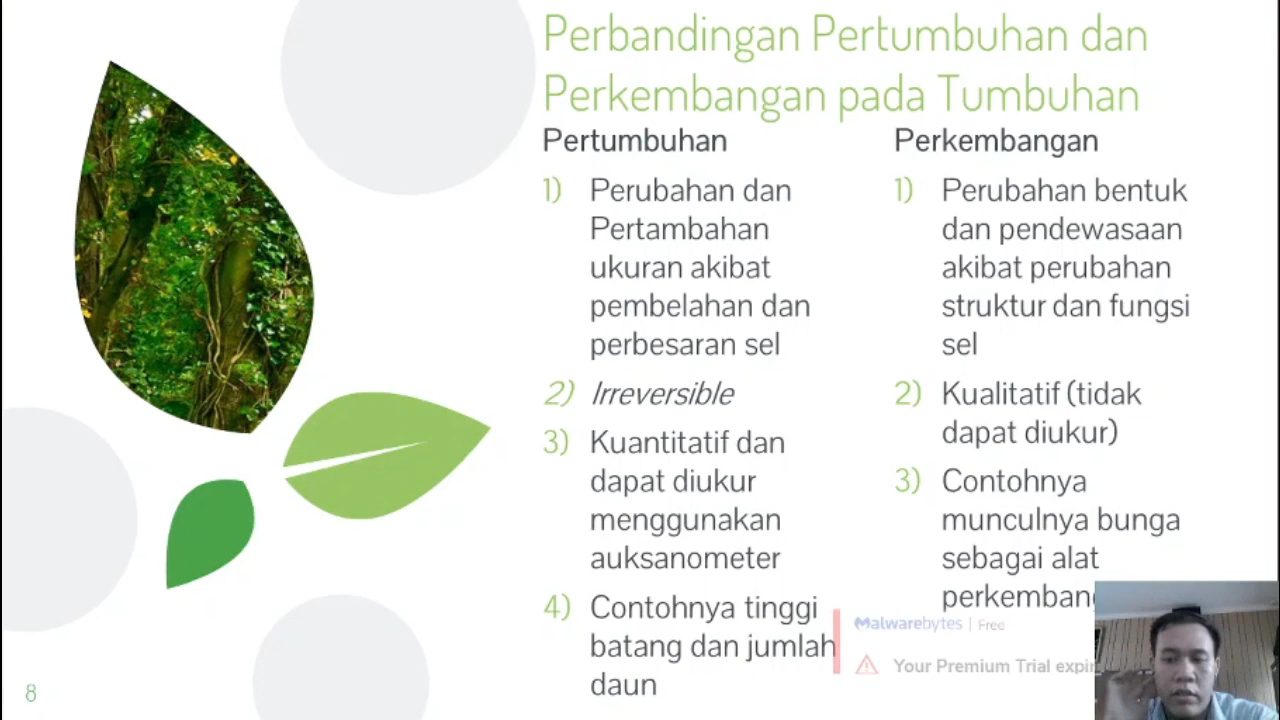 Perbandingan Pertumbuhan dan
Perkembangan pada Tumbuhan
Pertumbuhan
1) Perubahan dan
Pertambahan
ukuran akibat
pembelahan dan
perbesaran sel
2) Irreversible
3) Kuantitatif dan
dapat diukur
menggunakan
auksanometer
4) Contohnya tinggi
batang dan jumlah
daun
Perkembangan
1) Perubahan bentuk
dan pendewasaan
akibat perubahan
struktur dan fungsi
sel
2) Kualitatif (tidak
dapat diukur)
3) Contohnya
munculnya bunga
sebagai alat
Malwarebytes | Free
Your Premium Trial
8